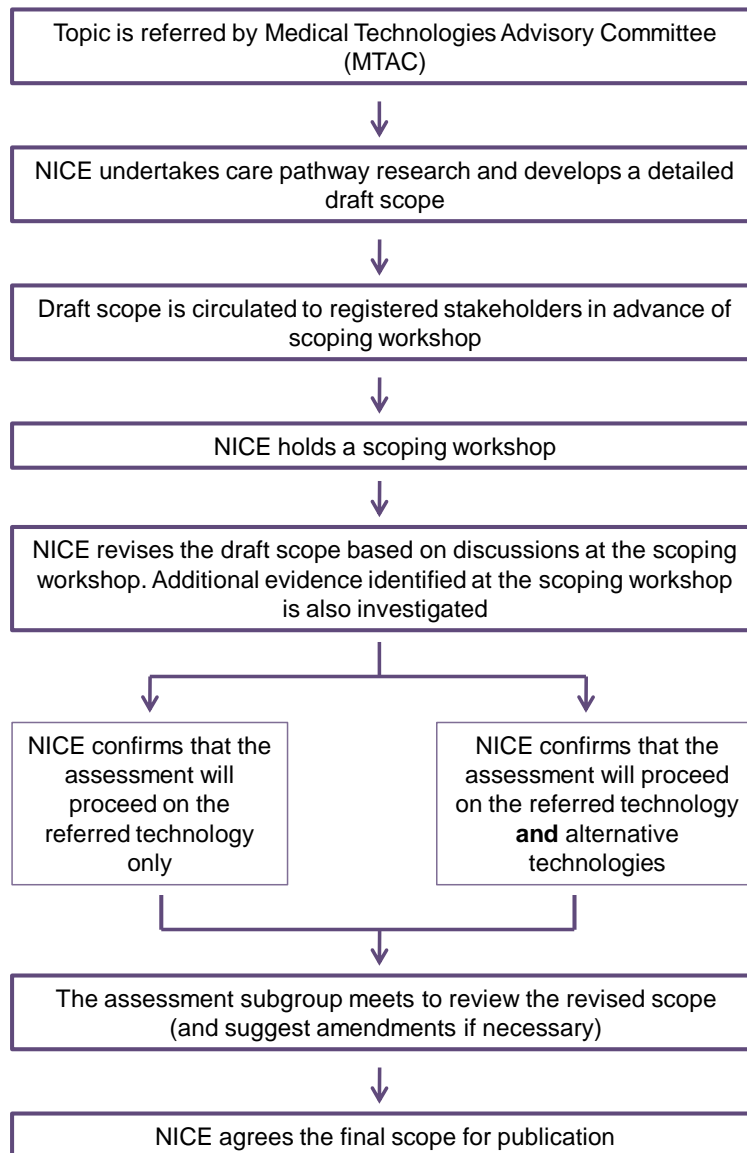 Topic is referred by Medical Technologies Advisory Committee
(MTAC)
NICE undertakes care pathway research and develops a detailed
draft scope
Draft scope is circulated to registered stakeholders in advance of
scoping workshop
NICE holds a scoping workshop
NICE revises the draft scope based on discussions at the scoping
workshop. Additional evidence identified at the scoping workshop
is also investigated
NICE confirms that the
assessment will
proceed on the
referred technology
only
NICE confirms that the
assessment will proceed
on the referred technology
and alternative
technologies
The assessment subgroup meets to review the revised scope
(and suggest amendments if necessary)
NICE agrees the final scope for publication